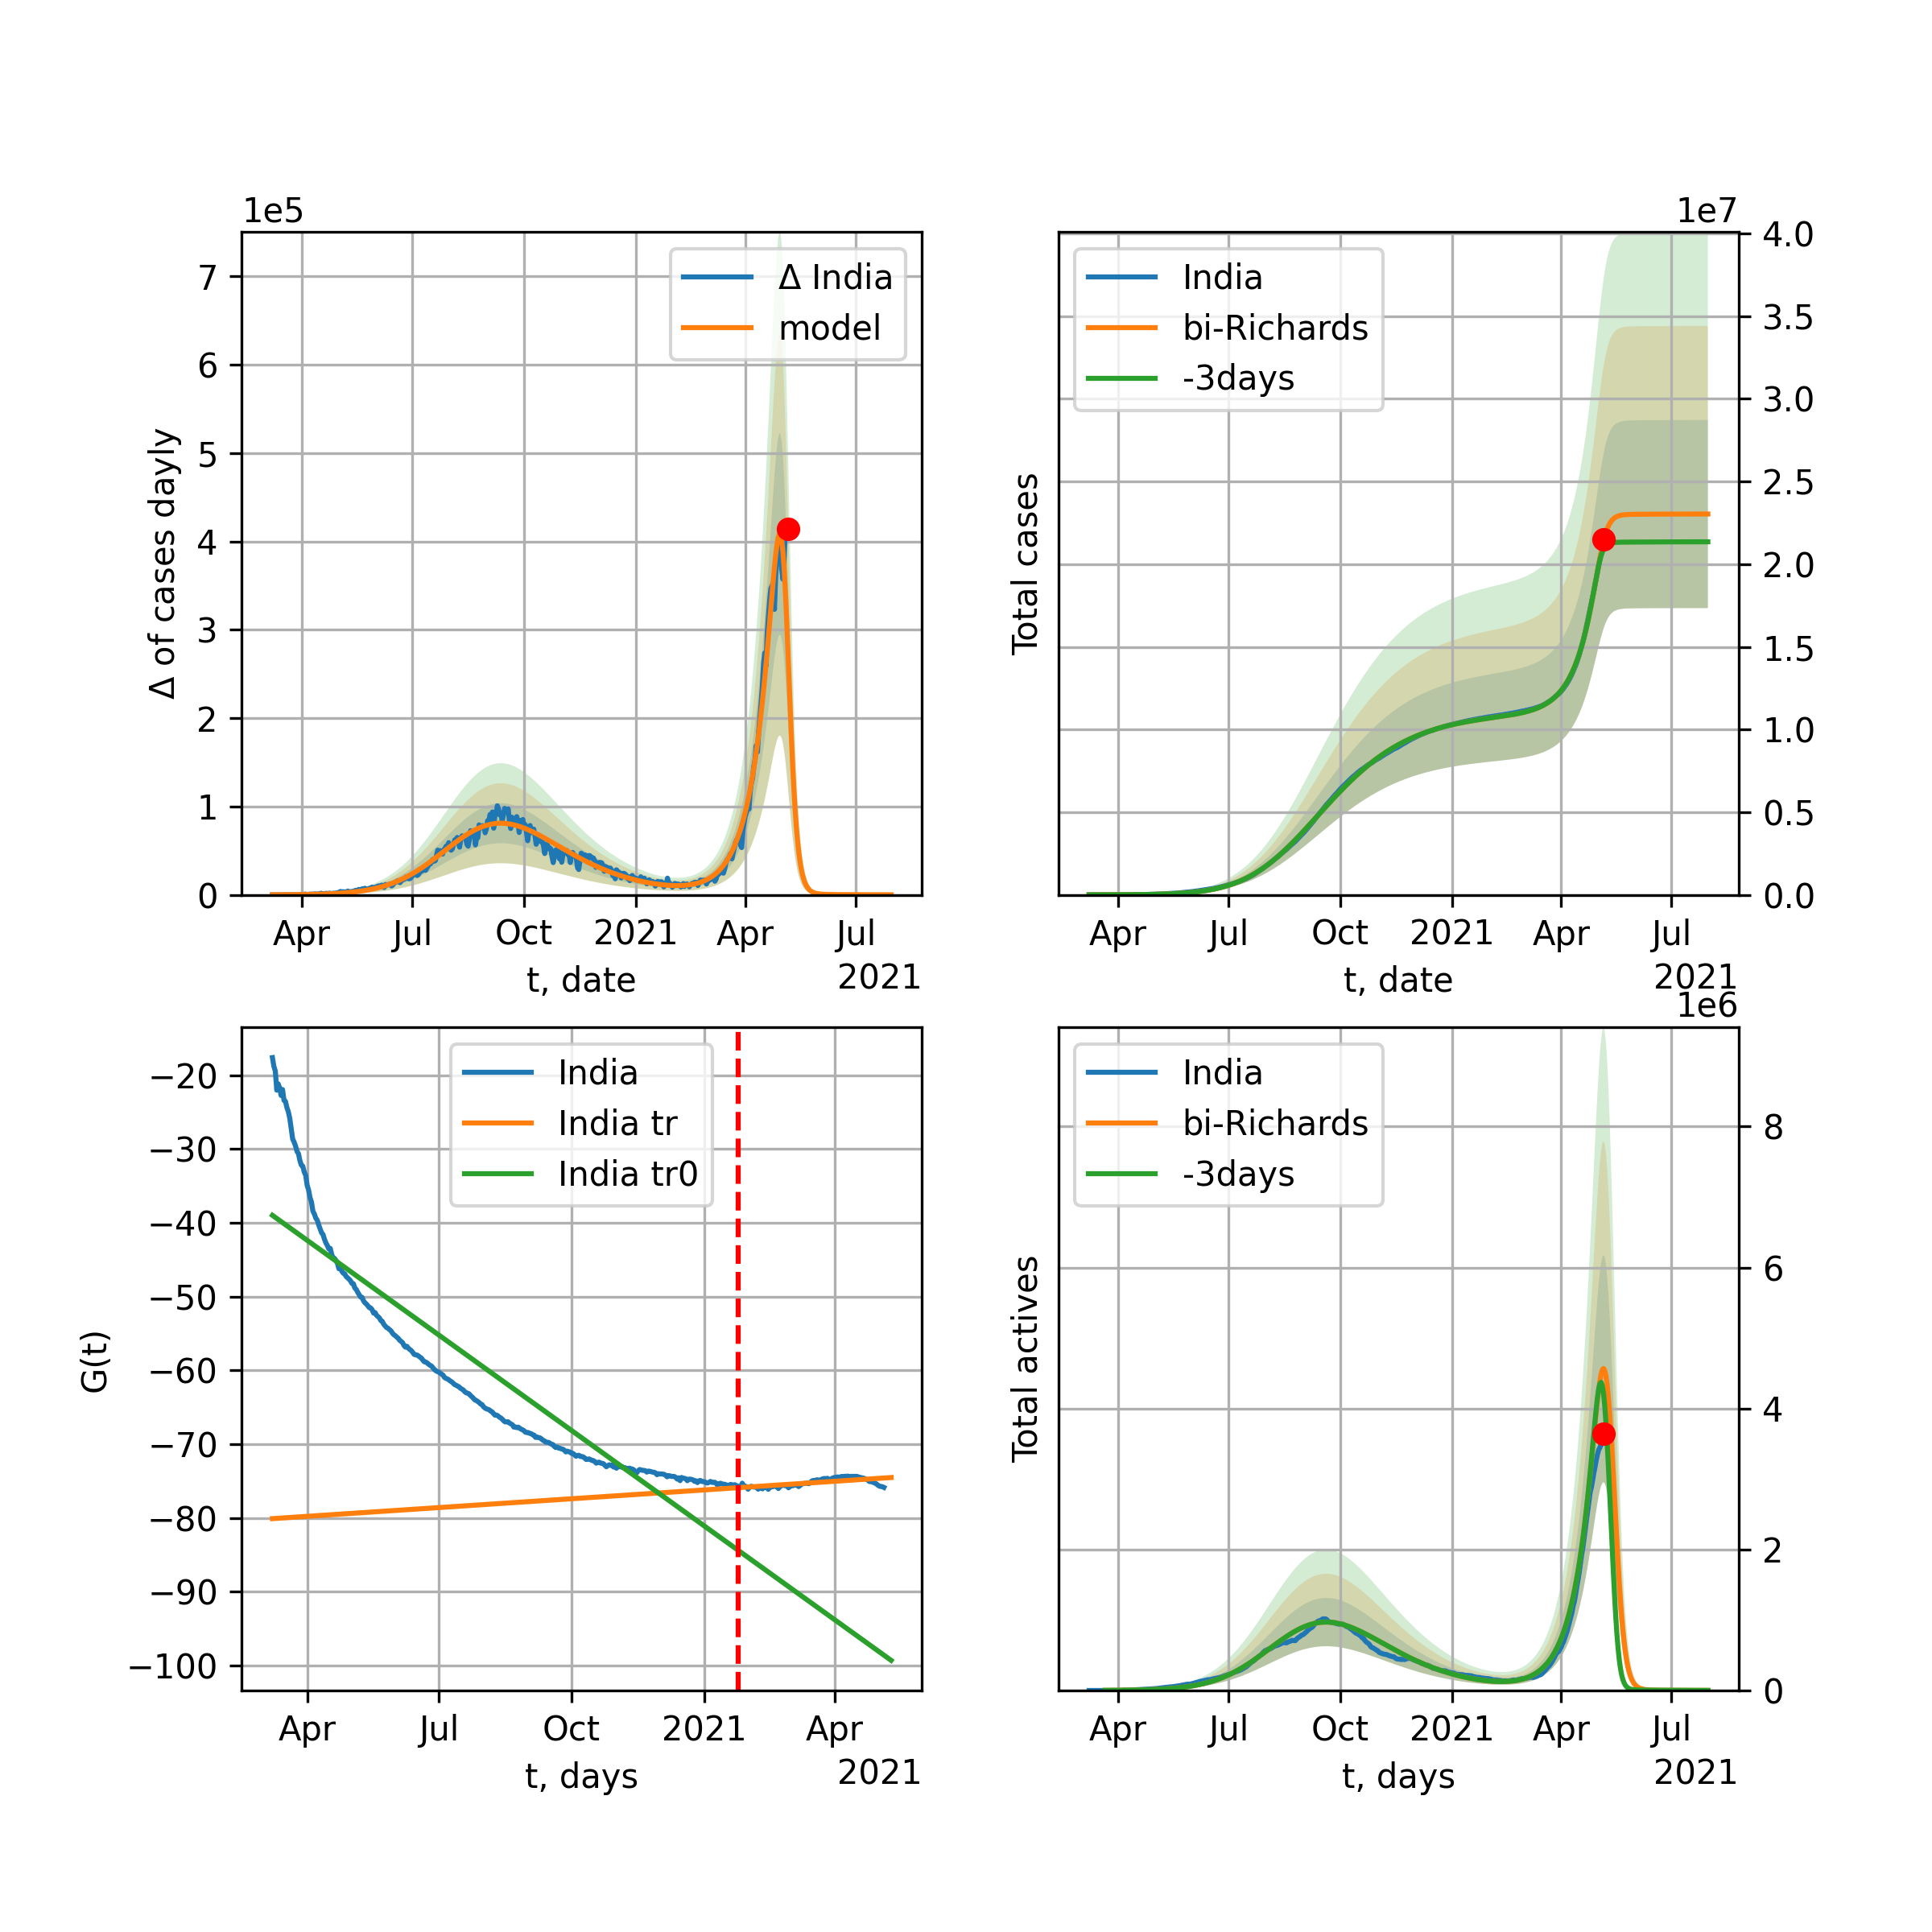 1e5
7
6
5
4
3
2
1
0
Δ of cases dayly
Δ India
model
Apr Jul Oct 2021 Apr Jul
t, date
2021
1e7
4.0
3.5
3.0
2.5
2.0
1.5
1.0
0.5
0.0
Total cases
India
bi-Richards
-3days
Apr Jul Oct 2021 Apr Jul
t, date
2021
−20
−30
−40
−50
−60
−70
−80
−90
−100
G(t)
India
India tr
India tr0
Apr Jul Oct 2021 Apr
t, days
2021
1e6
8
6
4
2
0
Total actives
India
bi-Richards
-3days
Apr Jul Oct 2021 Apr Jul
t, days
2021